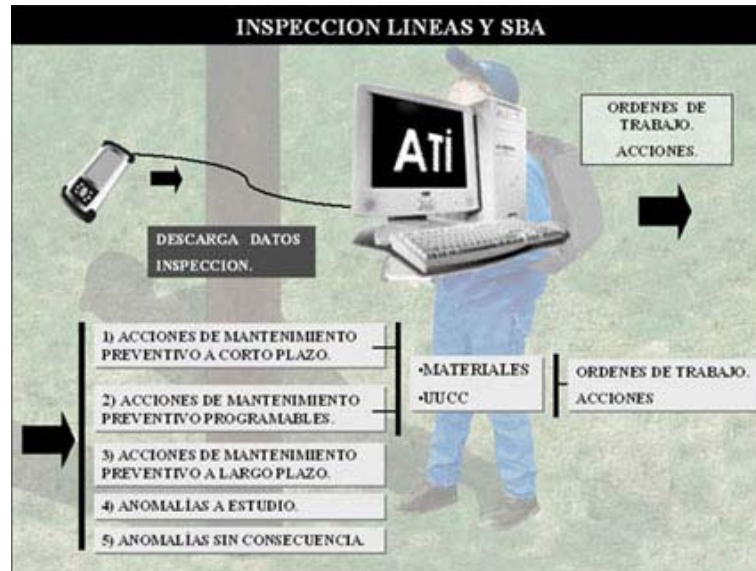 INSPECCION LINEAS Y SBA
ORDENES DE
TRABAJO.
ACCIONES.
ATi
DESCARGA DATOS
INSPECCION.
1) ACCIONES DE MANTENIMIENTO
PREVENTIVO A CORTO PLAZO.
2) ACCIONES DE MANTENIMIENTO
PREVENTIVO PROGRAMABLES.
3) ACCIONES DE MANTENIMIENTO
PREVENTIVO A LARGO PLAZO.
4) ANOMALÍAS A ESTUDIO.
5) ANOMALÍAS SIN CONSECUENCIA.
•MATERIALES
•UUCC
ORDENES DE TRABAJO.
ACCIONES